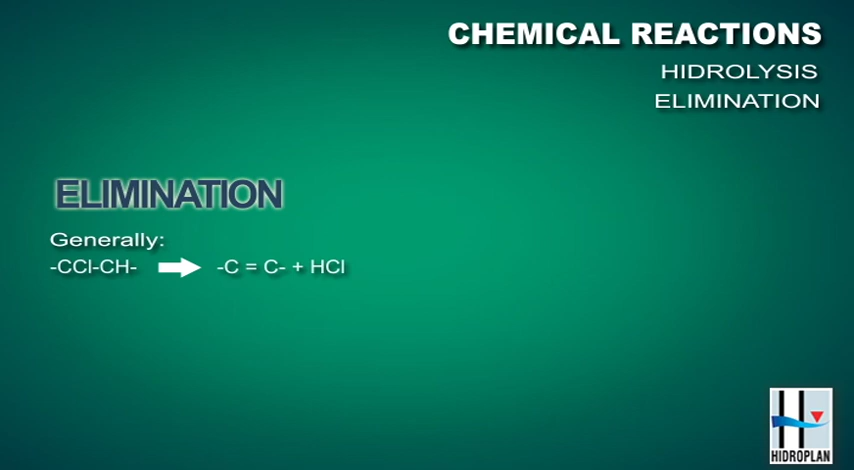 CHEMICAL REACTIONS
HIDROLYSIS
ELIMINATION
ELIMINATION
Generally:
-CCl-CH- ➡ -C = C- + HCl
HIDROPLAN